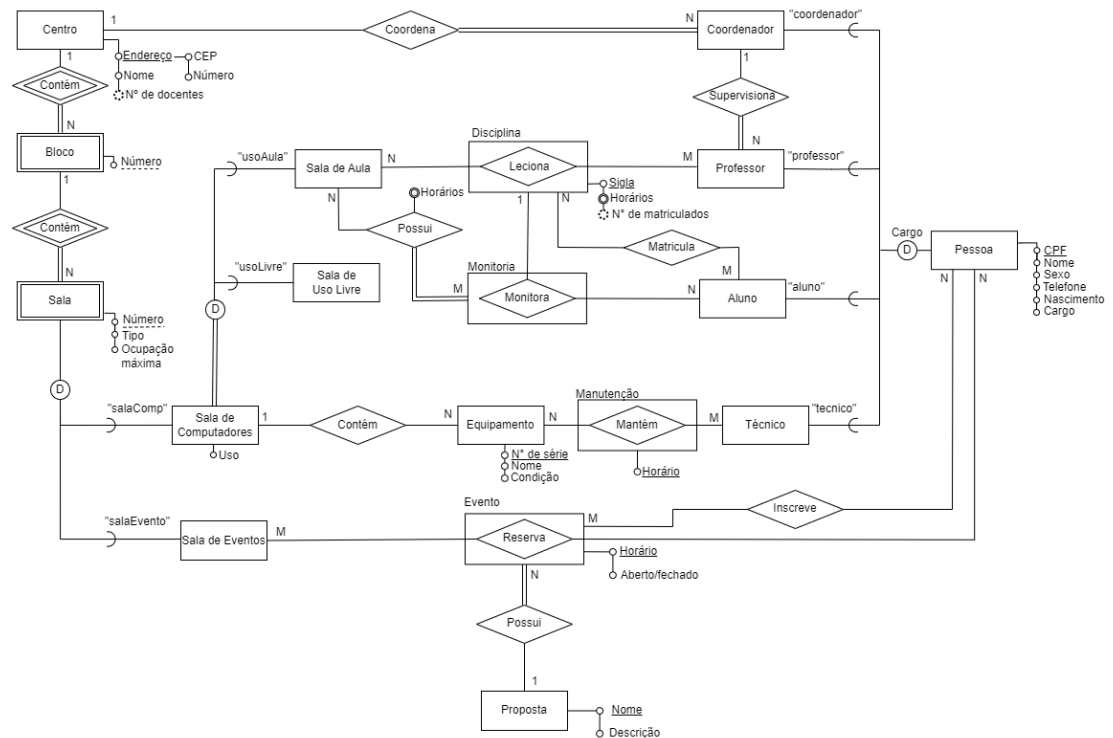 Centro
1
Coordena
N
Coordenador
"coordenador"
1
Endereço
CEP
Nome
Número
Nº de docentes
Contém
N
1
Supervisiona
N
Bloco
Número
1
Disciplina
"usoAula"
Sala de Aula
N
Leciona
M
Professor
"professor"
Sigla
Horários
N° de matriculados
Horários
N
1
N
Contém
N
Possui
Matricula
M
Cargo
D
Pessoa
CPF
Nome
Sexo
Telefone
Nascimento
Cargo
N
N
"usoLivre"
Sala de
Uso Livre
Monitoria
M
Monitora
N
Aluno
"aluno"
Sala
Número
Tipo
Ocupação
máxima
D
D
"salaComp"
Sala de
Computadores
1
Uso
Contém
N
Equipamento
N
N° de série
Nome
Condição
Manutenção
Mantém
M
Horário
Técnico
"tecnico"
"salaEvento"
Sala de Eventos
M
Evento
Reserva
M
Inscreve
Horário
Aberto/fechado
N
Possui
1
Proposta
Nome
Descrição